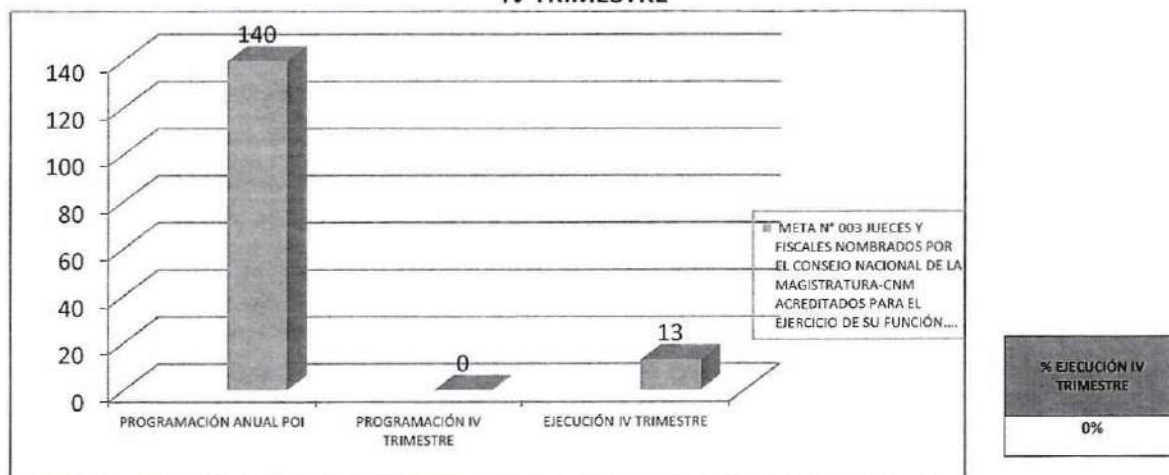 IV TRIMESTRE
140
140
120
100
80
60
40
20
0
0
13
PROGRAMACIÓN ANUAL POI
PROGRAMACIÓN IV
TRIMESTRE
EJECUCIÓN IV TRIMESTRE
META N° 003 JUECES Y
FISCALES NOMBRADOS POR
EL CONSEJO NACIONAL DE LA
MAGISTRATURA-CNM
ACREDITADOS PARA EL
EJERCICIO DE SU FUNCIÓN....
% EJECUCIÓN IV
TRIMESTRE
0%